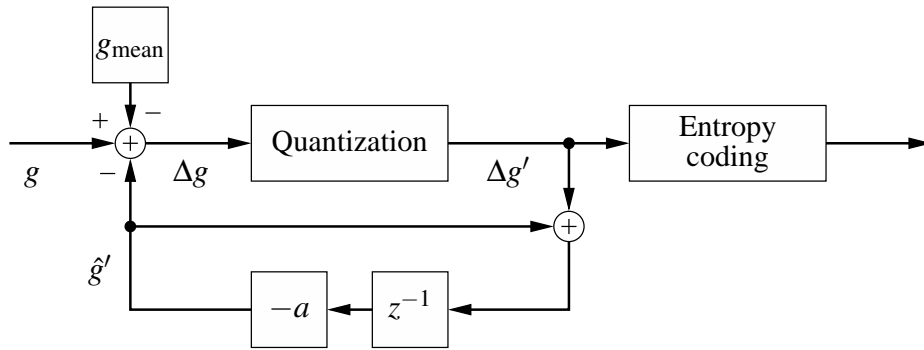 g_mean
+
−
+
Quantization
Entropy
coding
g
−
Δg
Δg′
+
ĝ′
−a
z⁻¹